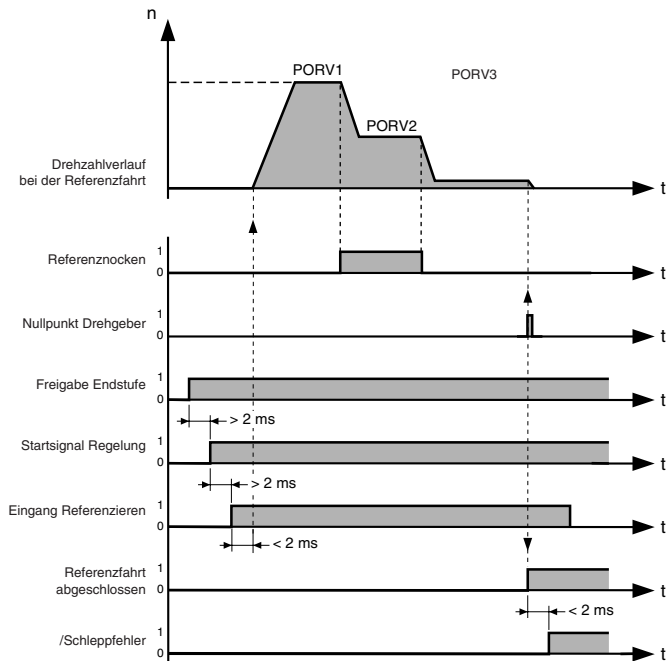 n
PORV1
PORV3
PORV2
Drehzahlverlauf
bei der Referenzfahrt
t
Referenznocken
1
0
t
Nullpunkt Drehgeber
1
0
t
Freigabe Endstufe
1
0
t
> 2 ms
Startsignal Regelung
1
0
t
> 2 ms
Eingang Referenzieren
1
0
t
< 2 ms
Referenzfahrt
abgeschlossen
1
0
t
< 2 ms
/Schleppfehler
1
0
t